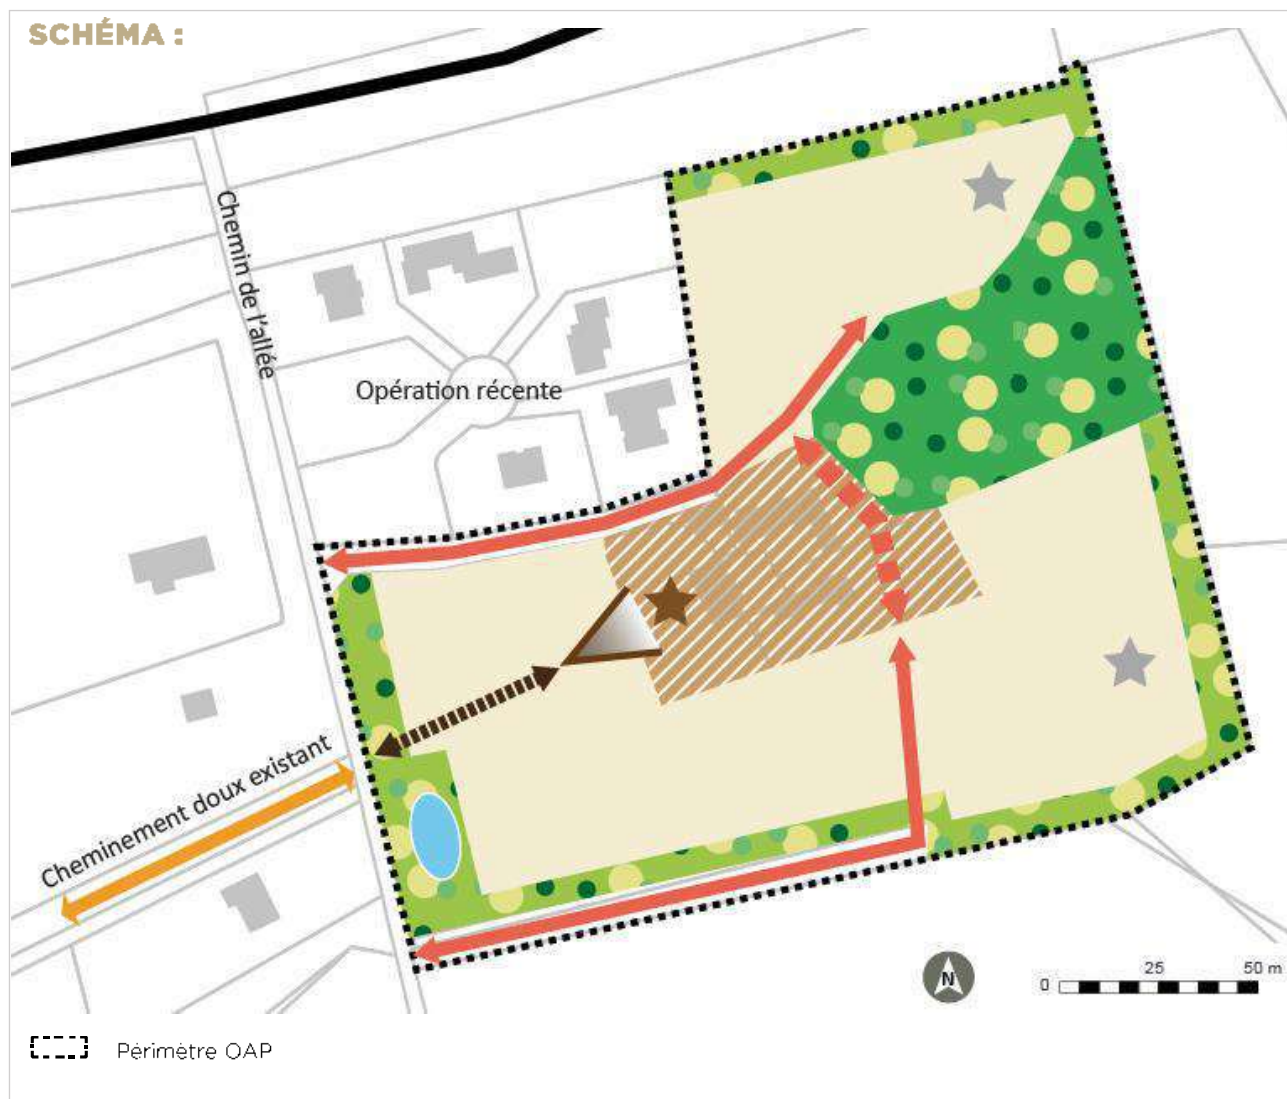 SCHÉMA :
Chemin de l'allée
Opération récente
Cheminement doux existant
N
0 25 50 m
Périmètre OAP